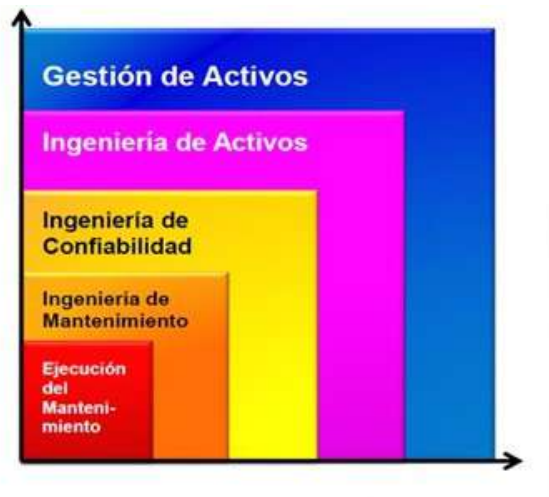 Gestión de Activos
Ingeniería de Activos
Ingeniería de
Confiabilidad
Ingeniería de
Mantenimiento
Ejecución
del
Manteni-
miento